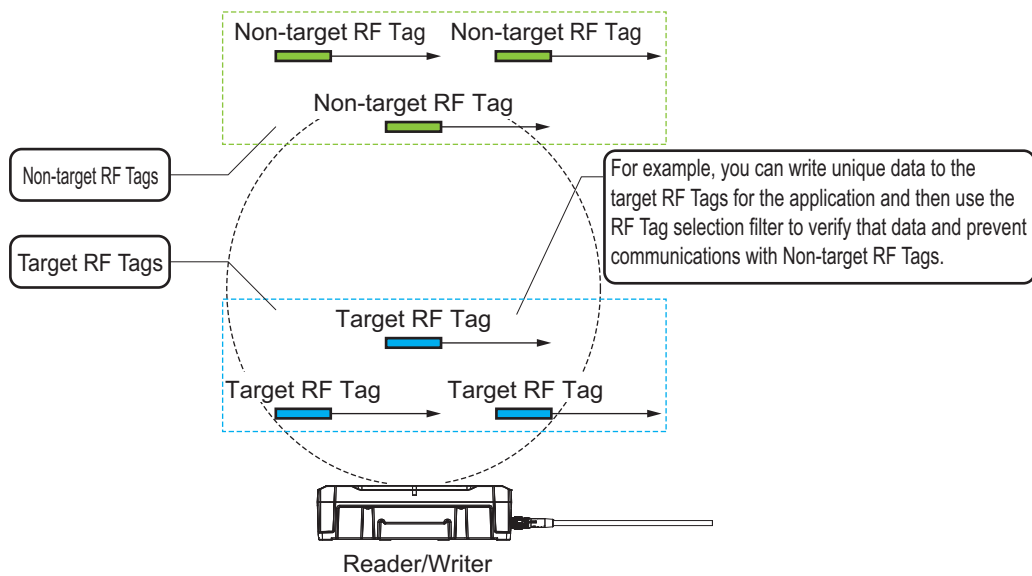 Non-target RF Tag Non-target RF Tag
Non-target RF Tag
Non-target RF Tags
For example, you can write unique data to the
target RF Tags for the application and then use the
RF Tag selection filter to verify that data and prevent
communications with Non-target RF Tags.
Target RF Tags
Target RF Tag
Target RF Tag Target RF Tag
Reader/Writer